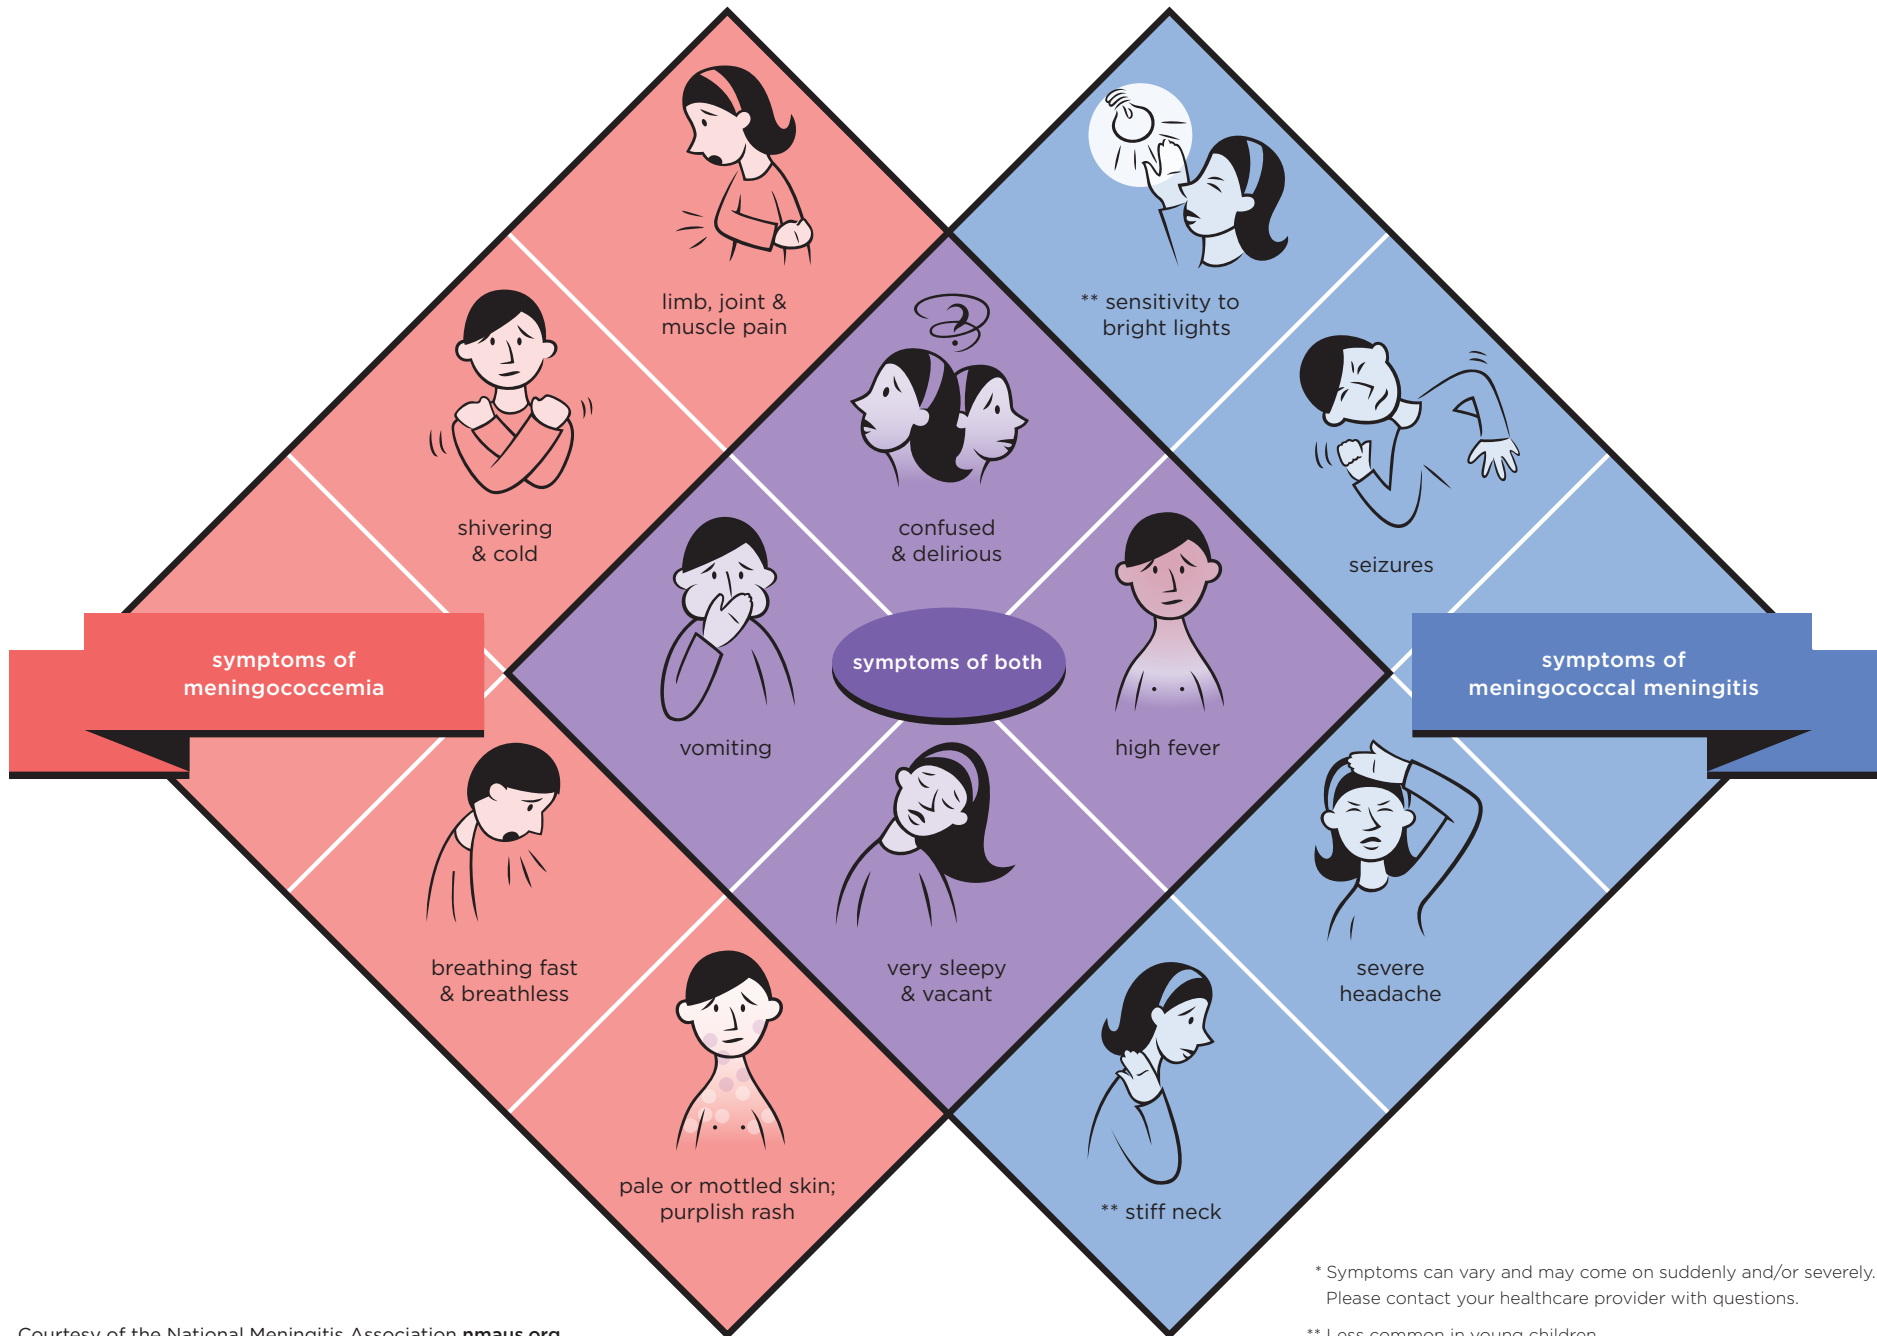 limb, joint &
muscle pain
** sensitivity to
bright lights
?
shivering
& cold
confused
& delirious
seizures
symptoms of
meningococcemia
vomiting
symptoms of both
high fever
symptoms of
meningococcal meningitis
breathing fast
& breathless
very sleepy
& vacant
severe
headache
pale or mottled skin;
purplish rash
** stiff neck
* Symptoms can vary and may come on suddenly and/or severely.
Please contact your healthcare provider with questions.
** Less common in young children
Courtesy of the National Meningitis Association nmaus.org